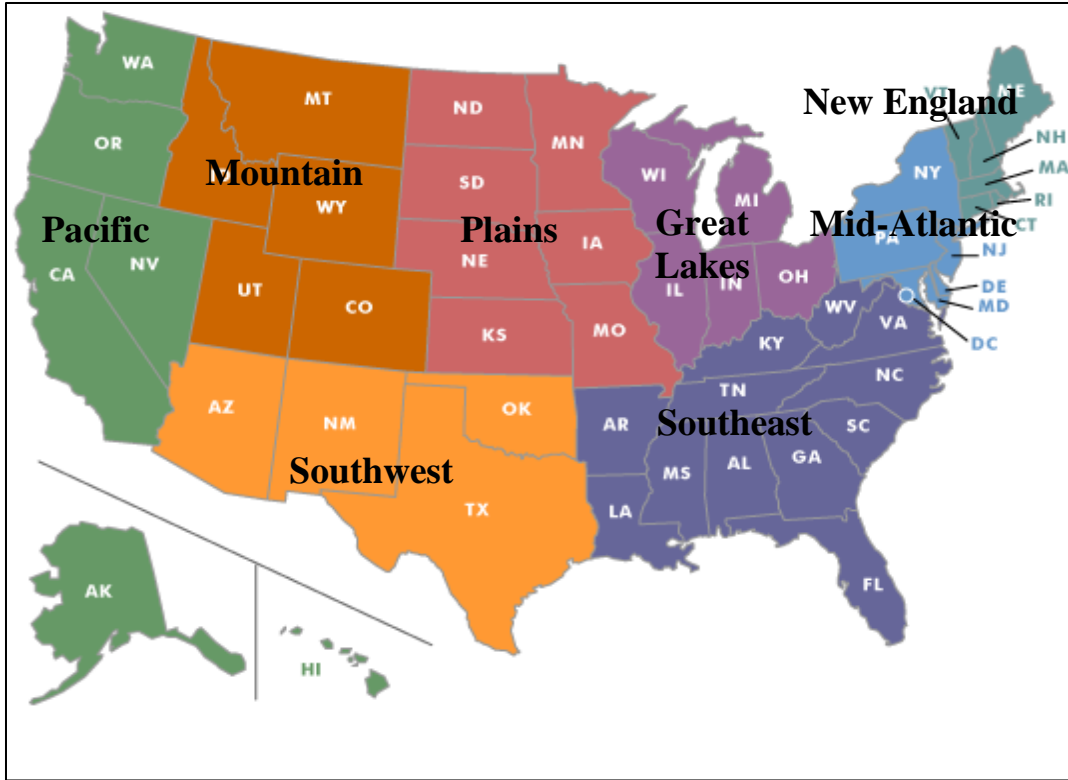 WA
MT
ND
MN
VT
ME
New England
OR
NH
Mountain
SD
WI
MI
NY
MA
WY
RI
Pacific
Plains
Great
Lakes
Mid-Atlantic
CT
PA
CA
NV
NE
IA
NJ
UT
CO
IL
IN
OH
DE
MD
KS
MO
WV
VA
DC
KY
NC
TN
AZ
NM
OK
AR
Southeast
SC
Southwest
MS
AL
GA
TX
LA
AK
FL
HI